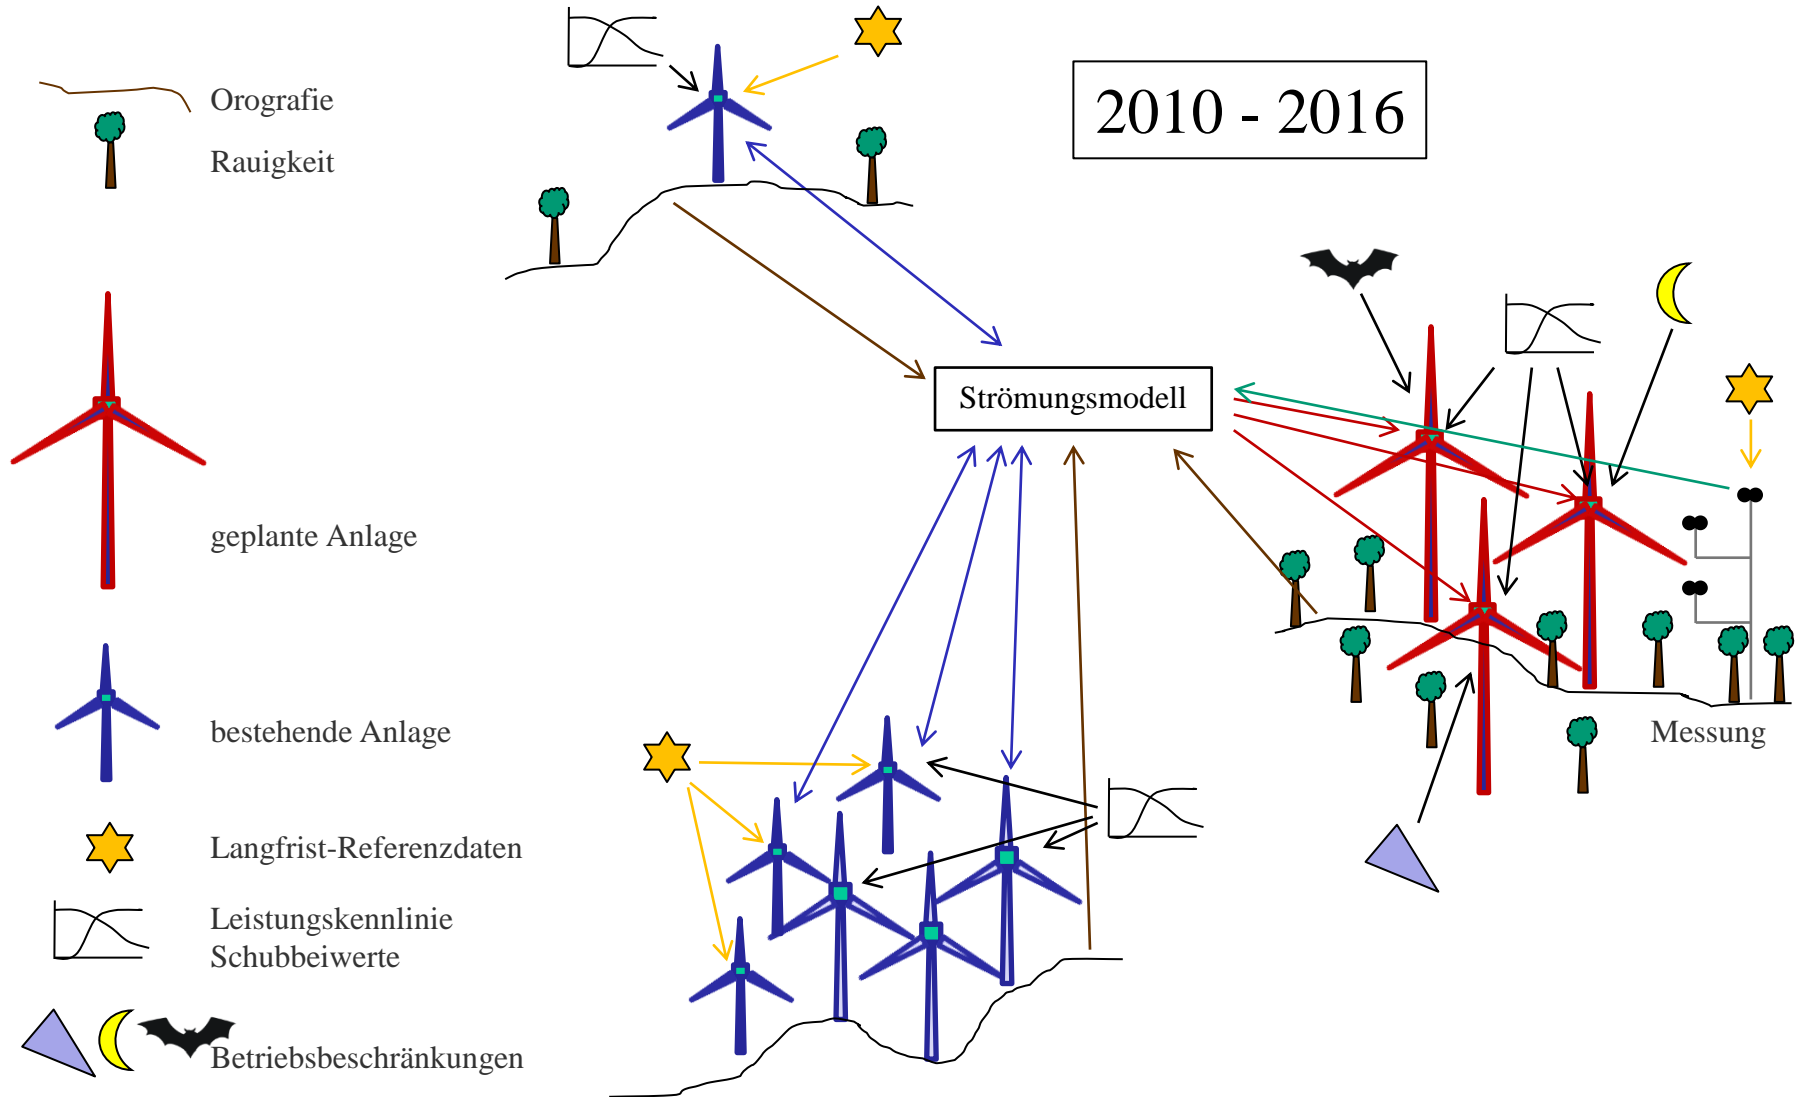 2010 - 2016
Orografie
Rauigkeit
Strömungsmodell
geplante Anlage
bestehende Anlage
Messung
Langfrist-Referenzdaten
Leistungskennlinie
Schubbeiwerte
Betriebsbeschränkungen